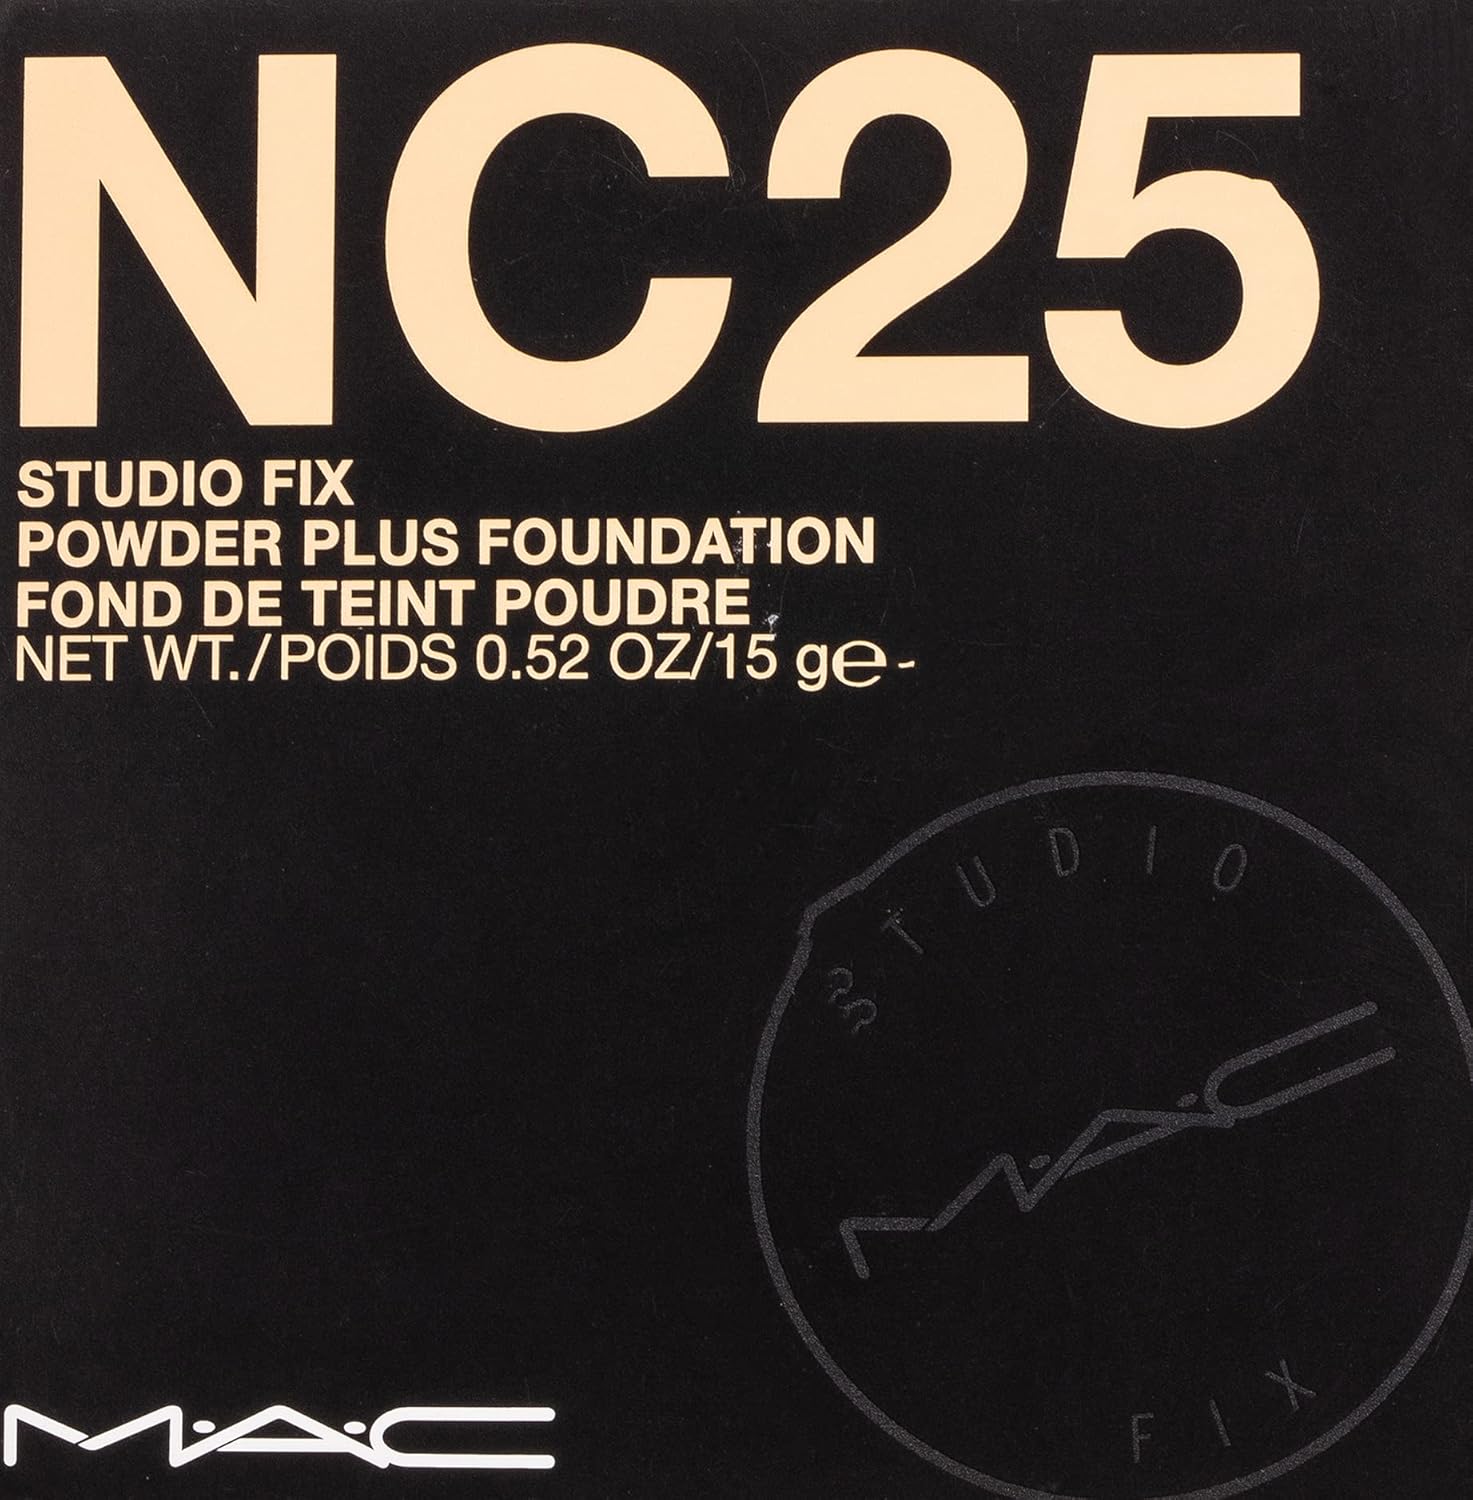 NC25
STUDIO FIX
POWDER PLUS FOUNDATION
FOND DE TEINT POUDRE
NET WT./POIDS 0.52 OZ/15 g℮-
STUDIO
M·A·C
FIX
M·A·C